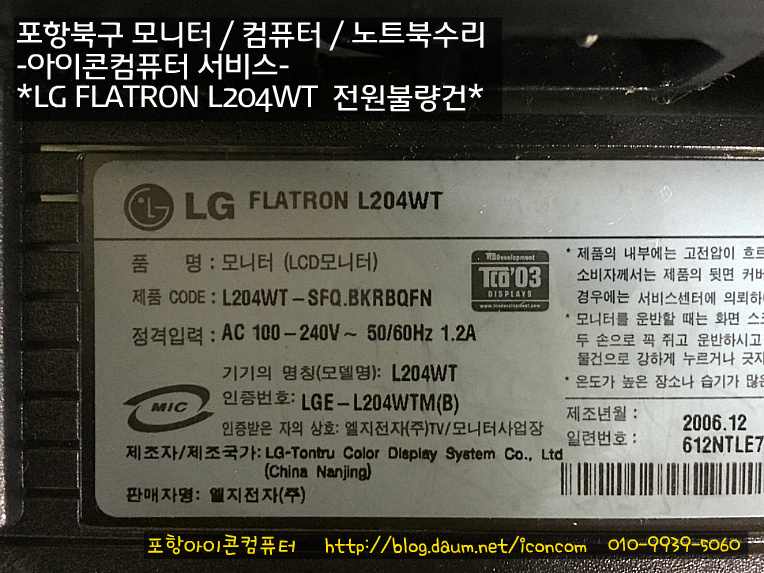 포항북구 모니터 / 컴퓨터 / 노트북수리
-아이콘컴퓨터 서비스-
*LG FLATRON L204WT 전원불량건*
LG FLATRON L204WT
품 명 : 모니터 (LCD모니터)
제품 CODE : L204WT-SFQ.BKRBQFN
정격입력 : AC 100-240V~ 50/60Hz 1.2A
기기의 명칭(모델명): L204WT
MIC
인증번호: LGE-L204WTM(B)
인증받은 자의 상호: 엘지전자(주)TV/모니터사업장
제조자/제조국가: LG-Tontru Color Display System Co., Ltd
(China Nanjing)
판매자명: 엘지전자(주)
TCO Development
TCO'03
DISPLAYS
www.tcodevelopment.com
* 제품의 내부에는 고전압이 흐르
소비자께서는 제품의 뒷면 커버
경우에는 서비스센터에 의뢰하
* 모니터를 운반할 때는 화면 스크
두 손으로 꼭 쥐고 운반하시고
물건으로 강하게 누르거나 긋지
* 온도가 높은 장소나 습기가 많은
제조년월 : 2006.12
일련번호 : 612NTLE7
포항아이콘컴퓨터 http://blog.daum.net/iconcom 010-9939-5060